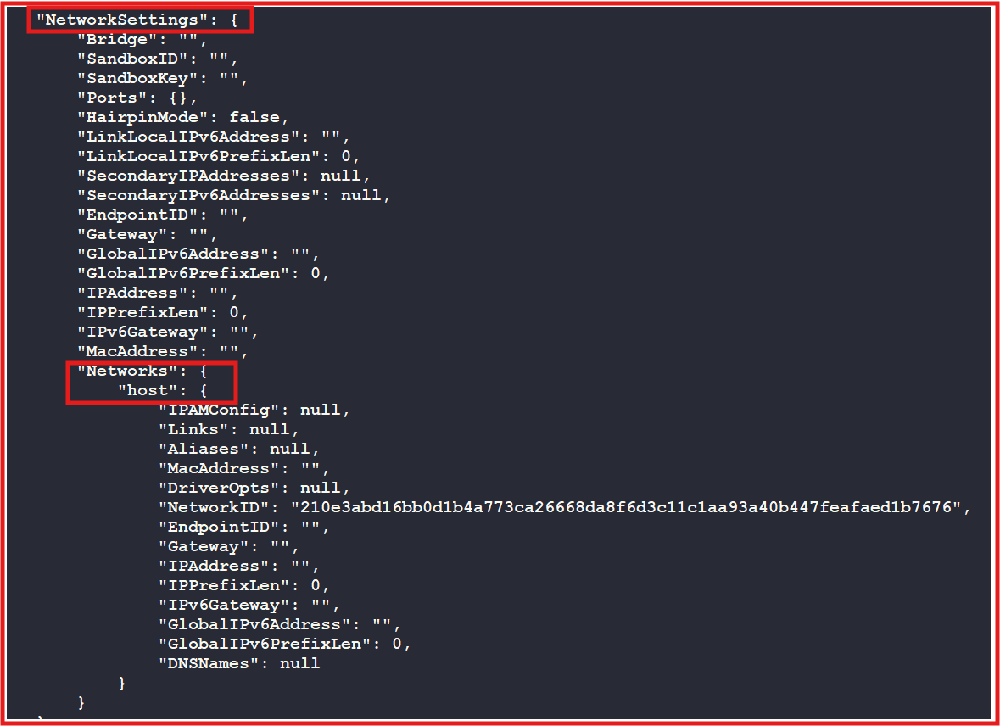 "NetworkSettings": {
"Bridge": "",
"SandboxID": "",
"SandboxKey": "",
"Ports": {},
"HairpinMode": false,
"LinkLocalIPv6Address": "",
"LinkLocalIPv6PrefixLen": 0,
"SecondaryIPAddresses": null,
"SecondaryIPv6Addresses": null,
"EndpointID": "",
"Gateway": "",
"GlobalIPv6Address": "",
"GlobalIPv6PrefixLen": 0,
"IPAddress": "",
"IPPrefixLen": 0,
"IPv6Gateway": "",
"MacAddress": "",
"Networks": {
"host": {
"IPAMConfig": null,
"Links": null,
"Aliases": null,
"MacAddress": "",
"DriverOpts": null,
"NetworkID": "210e3abd16bb0d1b4a773ca26668da8f6d3c11c1aa93a40b447feafaed1b7676",
"EndpointID": "",
"Gateway": "",
"IPAddress": "",
"IPPrefixLen": 0,
"IPv6Gateway": "",
"GlobalIPv6Address": "",
"GlobalIPv6PrefixLen": 0,
"DNSNames": null
}
}